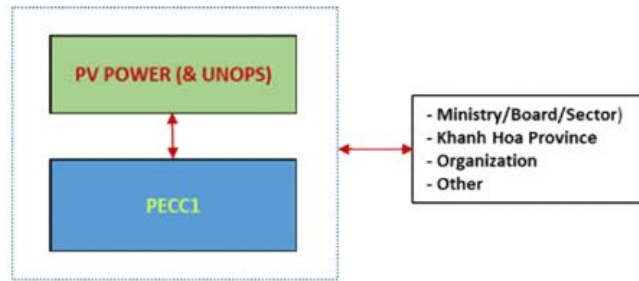 PV POWER (& UNOPS)
PECC1
- Ministry/Board/Sector)
- Khanh Hoa Province
- Organization
- Other